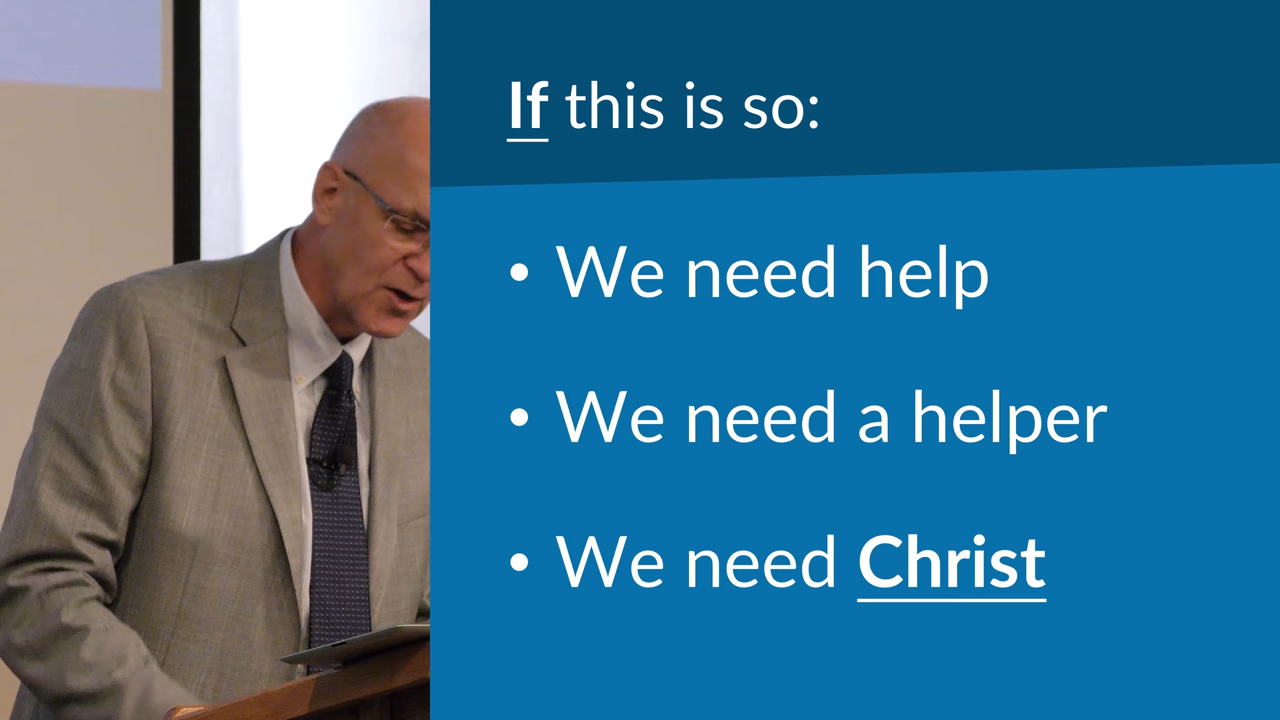 If this is so:
• We need help
• We need a helper
• We need Christ